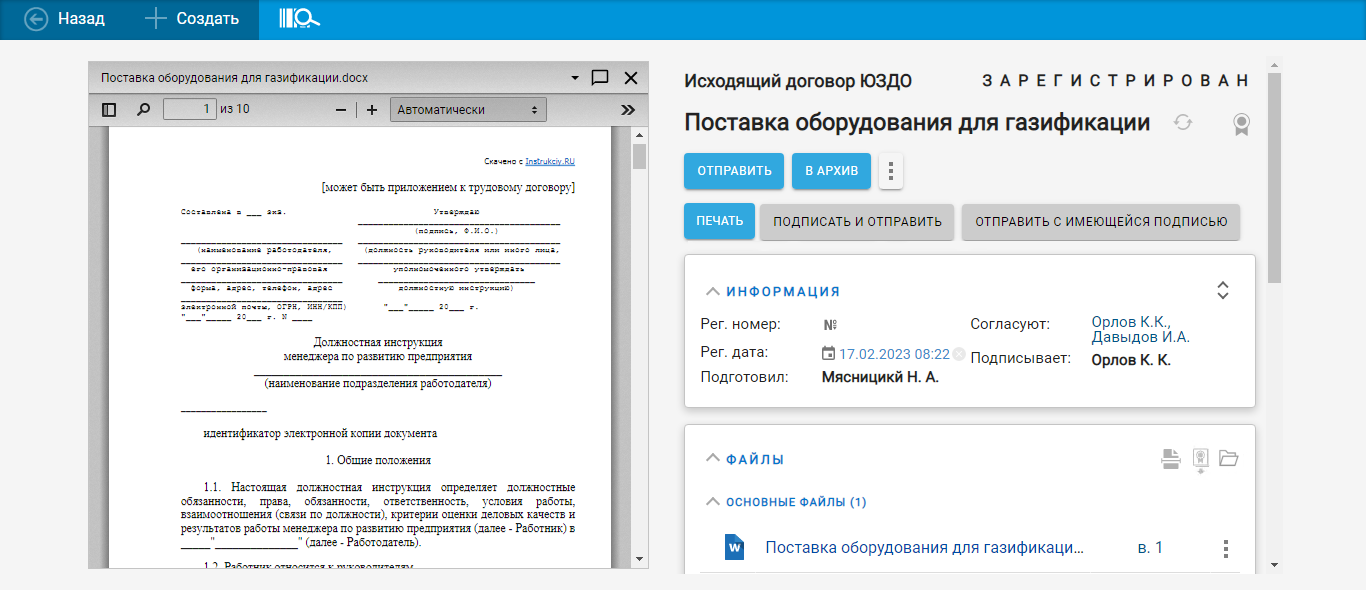 Назад
Создать
Поставка оборудования для газификации.docx
1 из 10
Автоматически
Скачено с Instrukciy.RU
[может быть приложением к трудовому договору]
Составлена в ___ экз. Утверждаю
(подпись, Ф.И.О.)
(наименование работодателя, (должность руководителя или иного лица,
его организационно-правовая уполномоченного утверждать
форма, адрес, телефон, адрес должностную инструкцию)
электронной почты, ОГРН, ИНН/КПП) "___"_____ 20___ г.
"___"_____ 20___ г. N ____
Должностная инструкция
менеджера по развитию предприятия
(наименование подразделения работодателя)
идентификатор электронной копии документа
1. Общие положения
1.1. Настоящая должностная инструкция определяет должностные
обязанности, права, обязанности, ответственность, условия работы,
взаимоотношения (связи по должности), критерии оценки деловых качеств и
результатов работы менеджера по развитию предприятия (далее - Работник) в
_____"______________" (далее - Работодатель).
1.2. Работник относится к руководителям
Исходящий договор ЮЗДО
ЗАРЕГИСТРИРОВАН
Поставка оборудования для газификации
ОТПРАВИТЬ
В АРХИВ
ПЕЧАТЬ
ПОДПИСАТЬ И ОТПРАВИТЬ
ОТПРАВИТЬ С ИМЕЮЩЕЙСЯ ПОДПИСЬЮ
ИНФОРМАЦИЯ
Рег. номер: №
Рег. дата: 17.02.2023 08:22
Подготовил: Мясницикй Н. А.
Согласуют: Орлов К.К.,
Давыдов И.А.
Подписывает: Орлов К. К.
ФАЙЛЫ
ОСНОВНЫЕ ФАЙЛЫ (1)
W Поставка оборудования для газификаци... в. 1